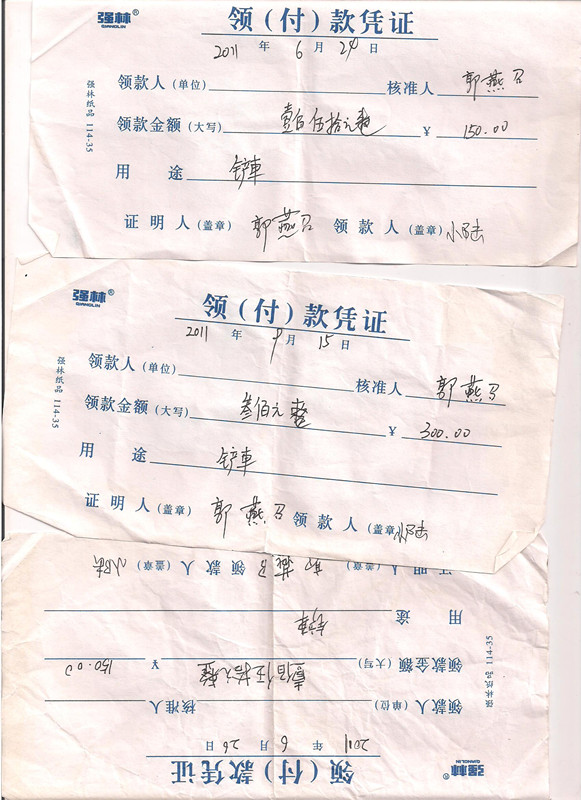 强林® QIANGLIN
领(付)款凭证
2011 年 6 月 24 日
强林纸品 114-35
领款人(单位) 核准人 郭燕召
领款金额(大写) 壹佰伍拾元整 ¥ 150.00
用 途 铲車
证明人(盖章) 郭燕召 领款人(盖章) 小陆
强林® QIANGLIN
领(付)款凭证
2011 年 9 月 15 日
强林纸品 114-35
领款人(单位) 核准人 郭燕召
领款金额(大写) 叁佰元整 ¥ 300.00
用 途 铲車
证明人(盖章) 郭燕召 领款人(盖章) 小陆
强林® QIANGLIN
领(付)款凭证
2011 年 6 月 26 日
强林纸品 114-35
领款人(单位) 核准人
领款金额(大写) 壹佰伍拾元整 ¥ 150.00
用 途 铲車
证明人(盖章) 郭燕召 领款人(盖章) 小陆